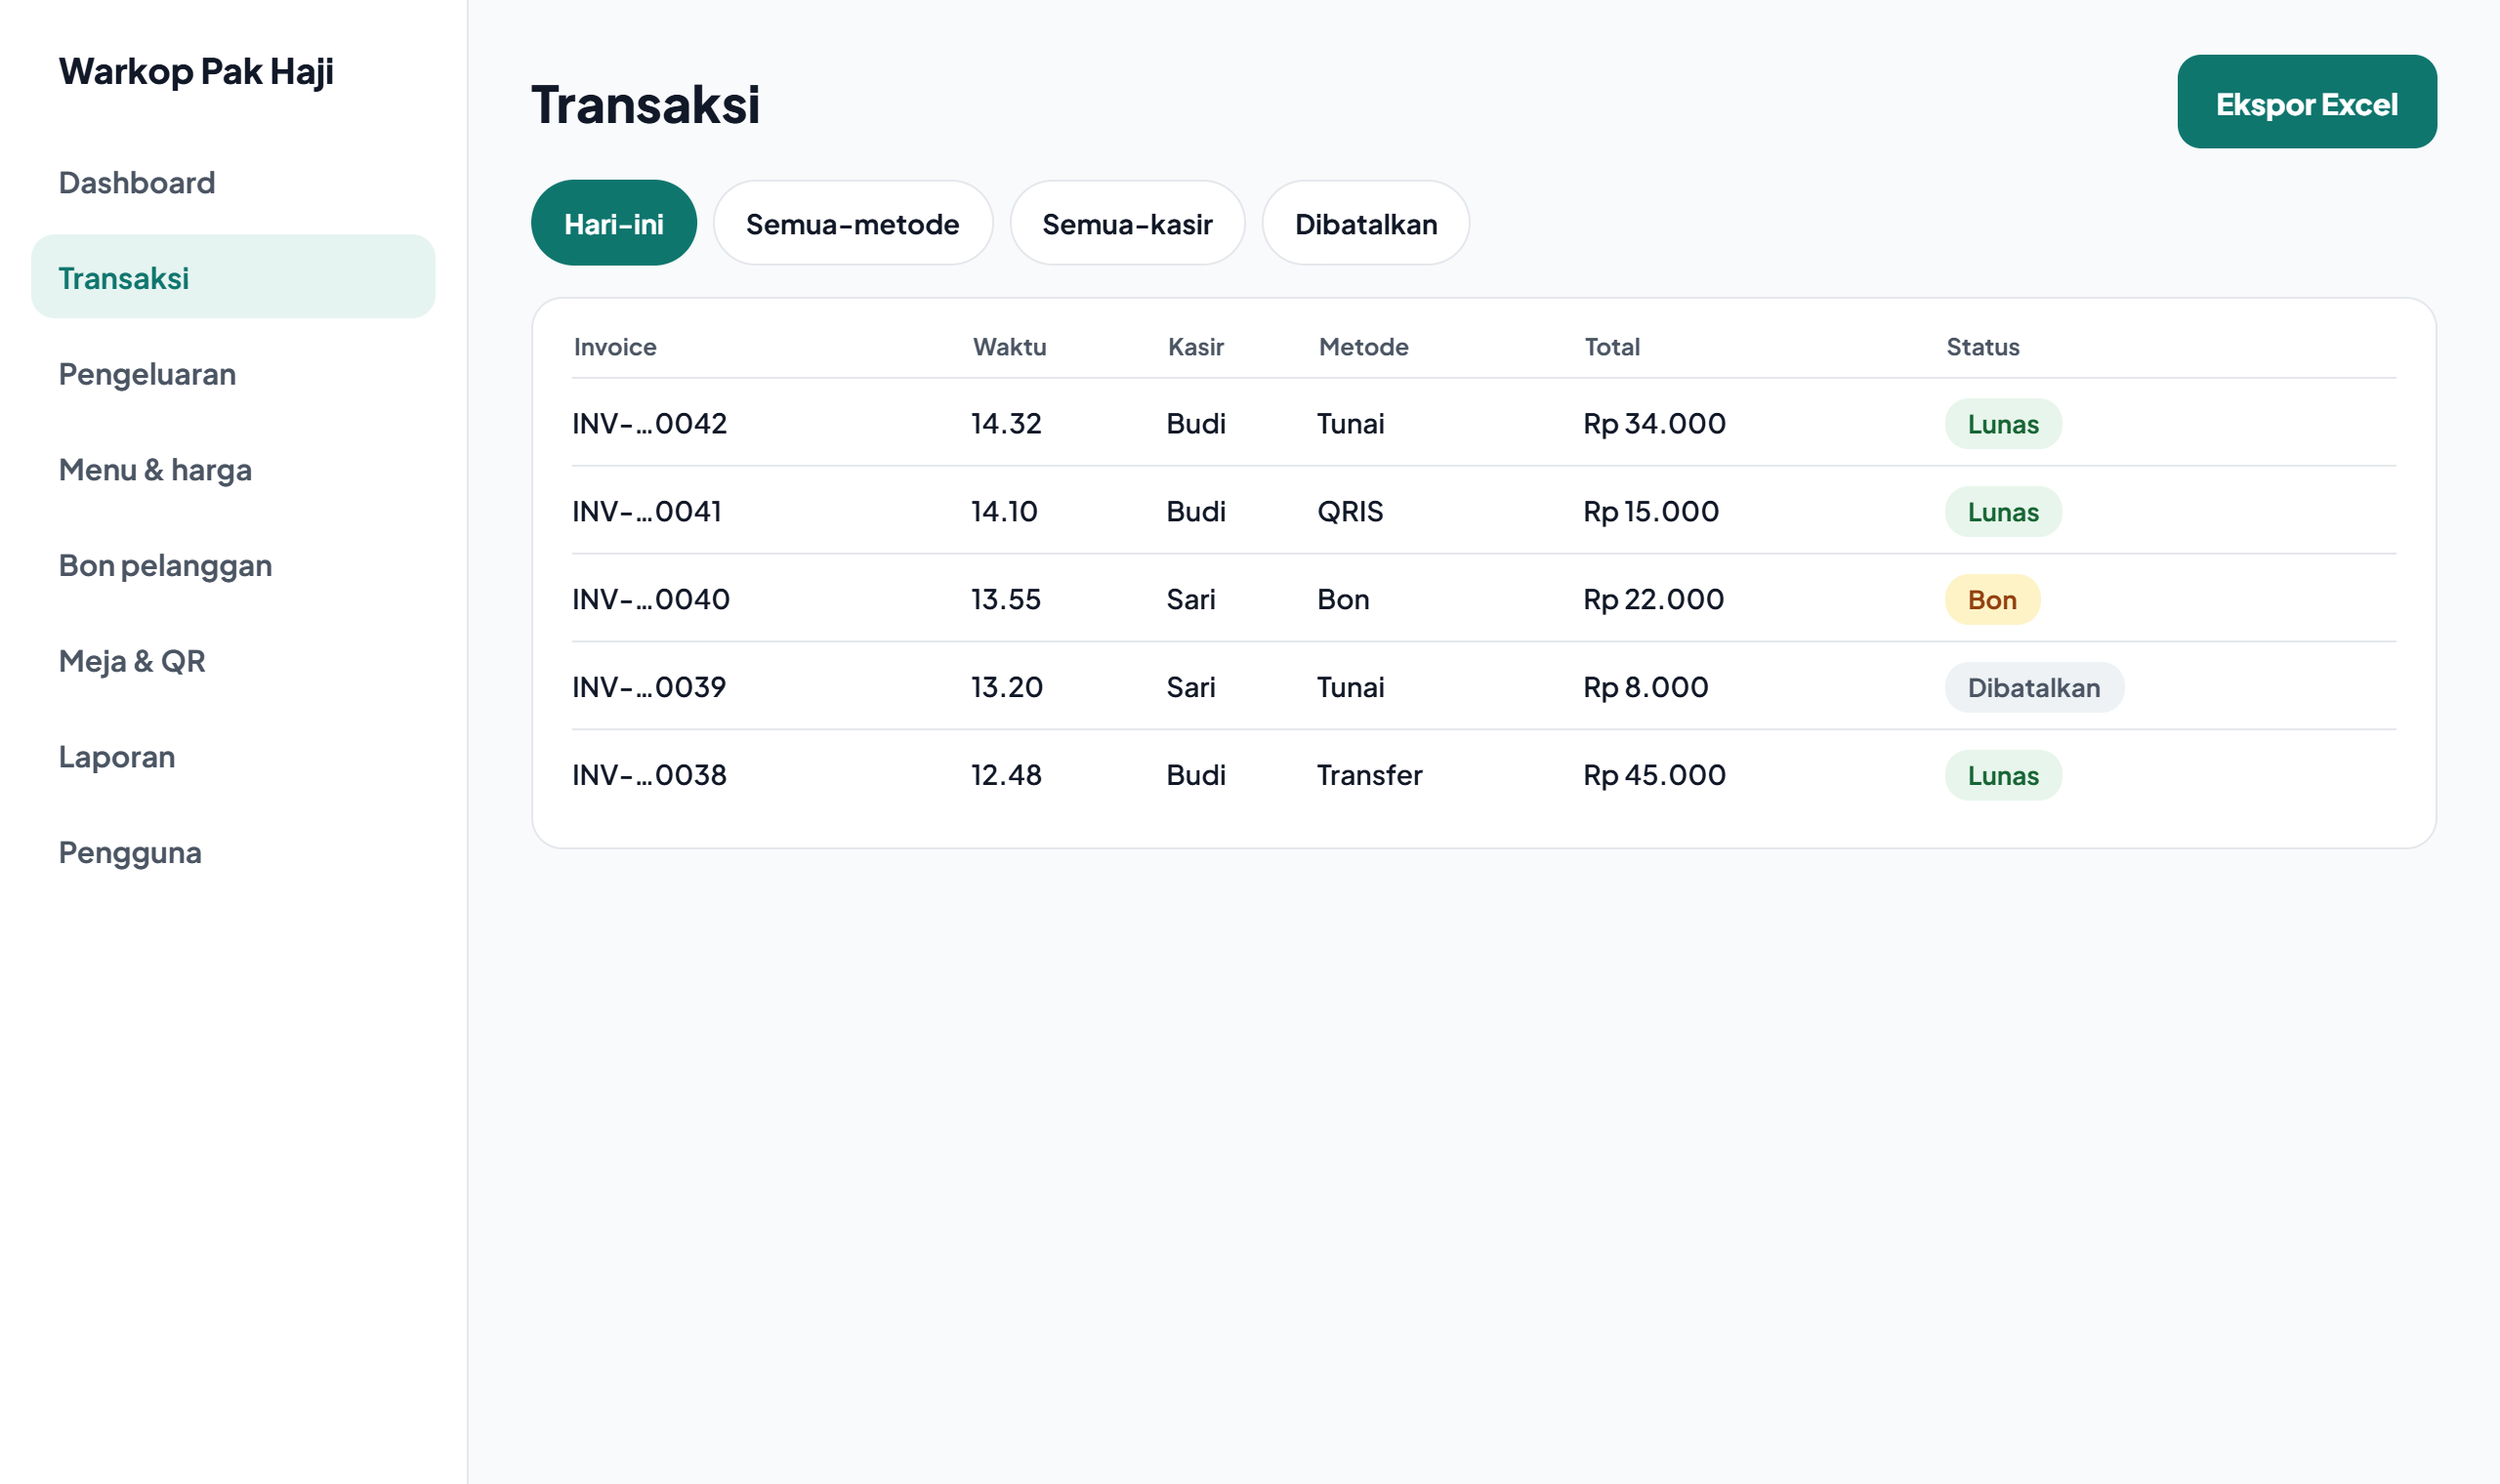 Warkop Pak Haji
Dashboard
Transaksi
Pengeluaran
Menu & harga
Bon pelanggan
Meja & QR
Laporan
Pengguna
Transaksi
Ekspor Excel
Hari-ini Semua-metode Semua-kasir Dibatalkan
Invoice Waktu Kasir Metode Total Status
INV-…0042 14.32 Budi Tunai Rp 34.000 Lunas
INV-…0041 14.10 Budi QRIS Rp 15.000 Lunas
INV-…0040 13.55 Sari Bon Rp 22.000 Bon
INV-…0039 13.20 Sari Tunai Rp 8.000 Dibatalkan
INV-…0038 12.48 Budi Transfer Rp 45.000 Lunas